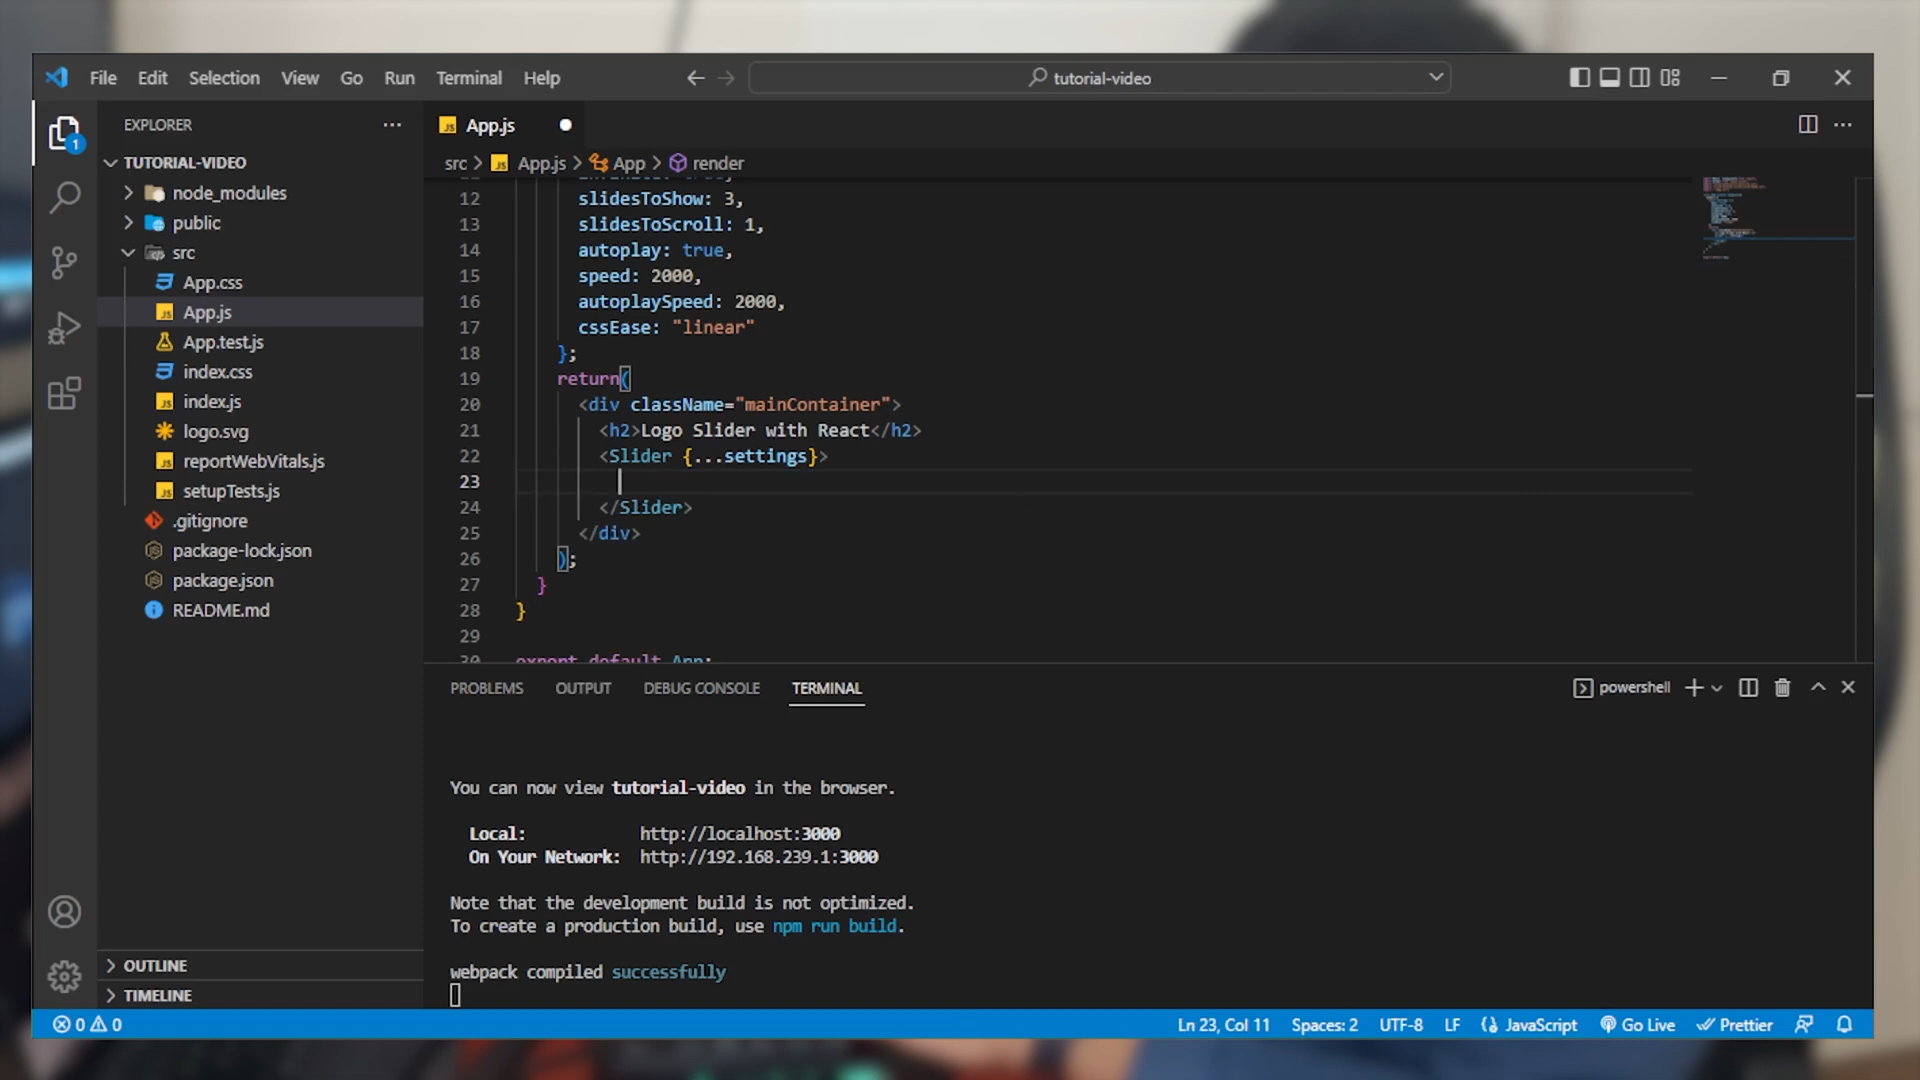 File Edit Selection View Go Run Terminal Help
tutorial-video
EXPLORER
1
TUTORIAL-VIDEO
node_modules
public
src
App.css
App.js
App.test.js
index.css
index.js
logo.svg
reportWebVitals.js
setupTests.js
.gitignore
package-lock.json
package.json
README.md
OUTLINE
TIMELINE
App.js
src > App.js > App > render
12 slidesToShow: 3,
13 slidesToScroll: 1,
14 autoplay: true,
15 speed: 2000,
16 autoplaySpeed: 2000,
17 cssEase: "linear"
18 };
19 return(
20 <div className="mainContainer">
21 <h2>Logo Slider with React</h2>
22 <Slider {...settings}>
23
24 </Slider>
25 </div>
26 );
27 }
28 }
29
30 export default App;
PROBLEMS OUTPUT DEBUG CONSOLE TERMINAL
powershell
You can now view tutorial-video in the browser.
Local: http://localhost:3000
On Your Network: http://192.168.239.1:3000
Note that the development build is not optimized.
To create a production build, use npm run build.
webpack compiled successfully
0 0
Ln 23, Col 11 Spaces: 2 UTF-8 LF JavaScript Go Live Prettier